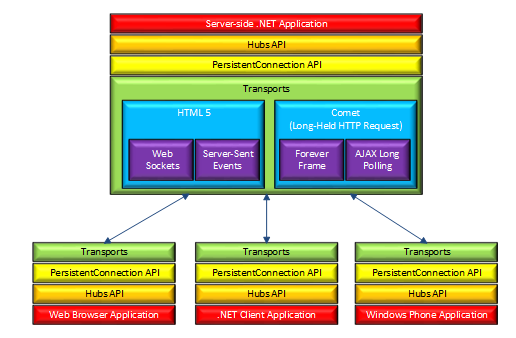 Server-side .NET Application
Hubs API
PersistentConnection API
Transports
HTML 5
Web
Sockets
Server-Sent
Events
Comet
(Long-Held HTTP Request)
Forever
Frame
AJAX Long
Polling
Transports
PersistentConnection API
Hubs API
Web Browser Application
Transports
PersistentConnection API
Hubs API
.NET Client Application
Transports
PersistentConnection API
Hubs API
Windows Phone Application